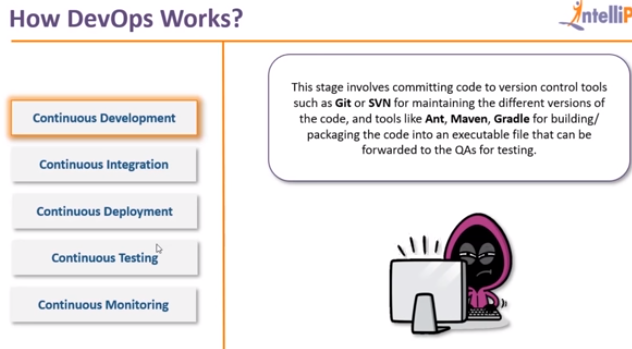 How DevOps Works?
ntelliP
Continuous Development
Continuous Integration
Continuous Deployment
Continuous Testing
Continuous Monitoring
This stage involves committing code to version control tools
such as Git or SVN for maintaining the different versions of
the code, and tools like Ant, Maven, Gradle for building/
packaging the code into an executable file that can be
forwarded to the QAs for testing.